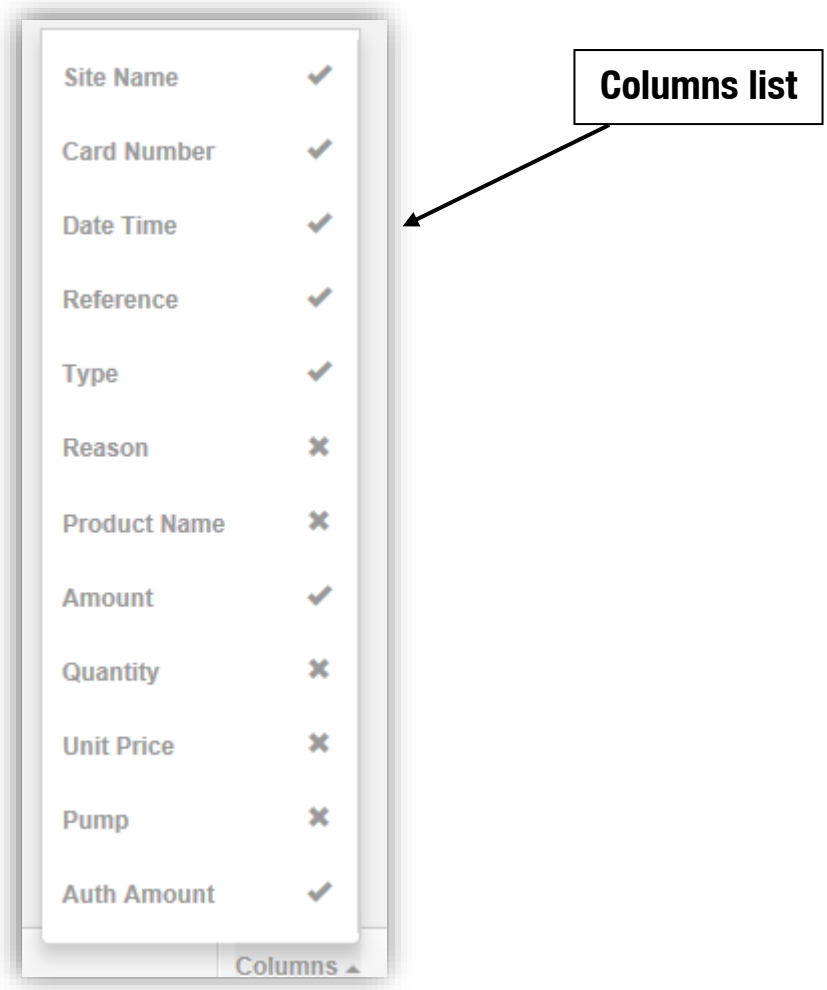 Site Name
Card Number
Date Time
Reference
Type
Reason
Product Name
Amount
Quantity
Unit Price
Pump
Auth Amount
Columns
Columns list